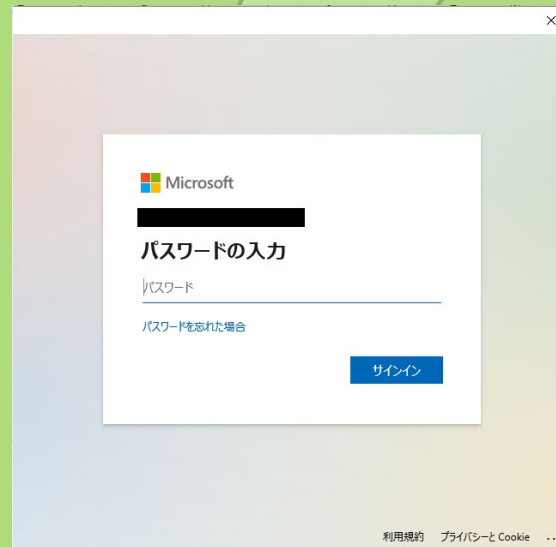 Microsoft
パスワードの入力
パスワード
パスワードを忘れた場合
サインイン
利用規約 プライバシーと Cookie ...